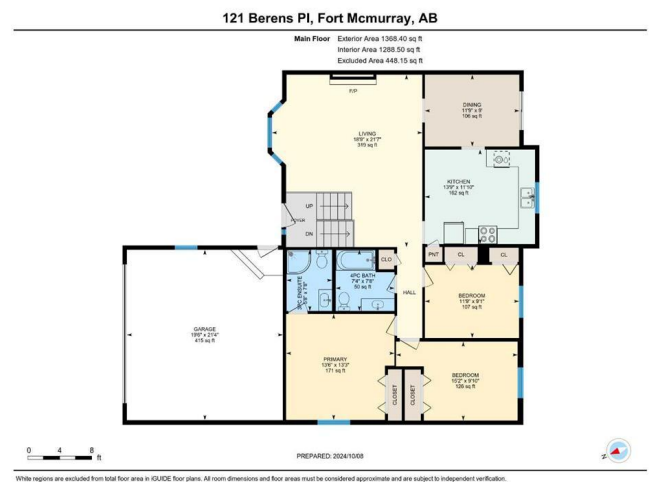 121 Berens Pl, Fort Mcmurray, AB
Main Floor Exterior Area 1368.40 sq ft
Interior Area 1288.50 sq ft
Excluded Area 448.15 sq ft
F/P
DINING
11'9" x 9'
106 sq ft
LIVING
18'9" x 21'7"
319 sq ft
KITCHEN
13'9" x 11'10"
162 sq ft
UP
FOYER
DN
PNT
CL
CL
CLO
4PC BATH
7'4" x 7'8"
50 sq ft
3PC ENSUITE
HALL
BEDROOM
11'9" x 9'1"
107 sq ft
GARAGE
19'6" x 21'4"
415 sq ft
PRIMARY
13'6" x 13'3"
171 sq ft
BEDROOM
15'2" x 9'10"
126 sq ft
CLOSET
CLOSET
0 4 8
ft
PREPARED: 2024/10/08
N
White regions are excluded from total floor area in iGUIDE floor plans. All room dimensions and floor areas must be considered approximate and are subject to independent verification.